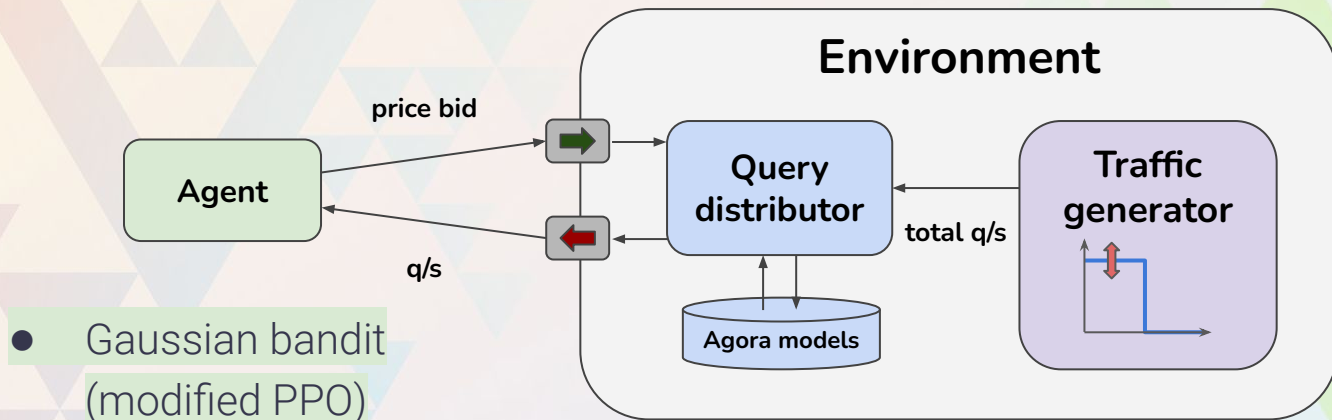 Environment
price bid
Agent
Query
distributor
Traffic
generator
total q/s
q/s
Agora models
● Gaussian bandit
(modified PPO)